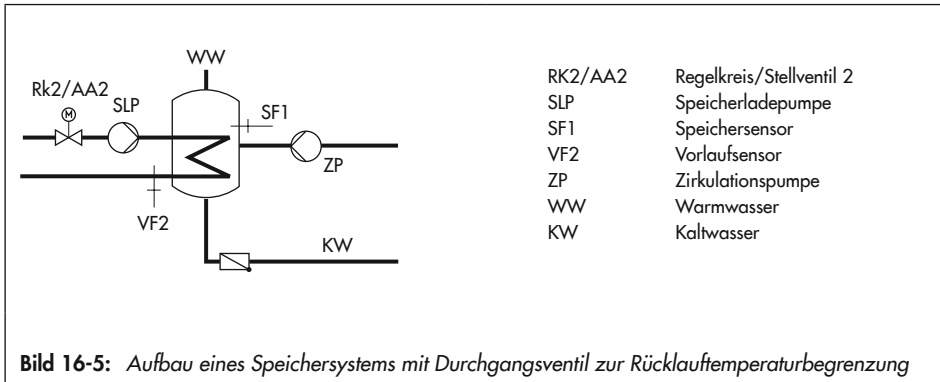 WW
Rk2/AA2
SLP
M
SF1
ZP
VF2
KW
RK2/AA2 Regelkreis/Stellventil 2
SLP Speicherladepumpe
SF1 Speichersensor
VF2 Vorlaufsensor
ZP Zirkulationspumpe
WW Warmwasser
KW Kaltwasser
Bild 16-5: Aufbau eines Speichersystems mit Durchgangsventil zur Rücklauftemperaturbegrenzung